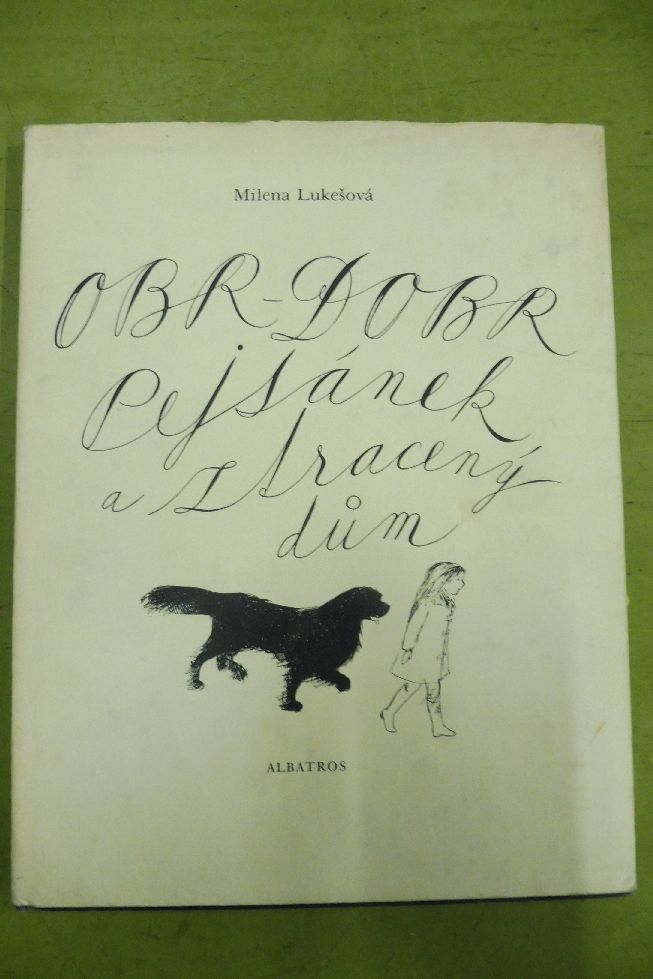 Milena Lukešová
OBR-DOBR
Pejsánek
a ztracený
dům
ALBATROS